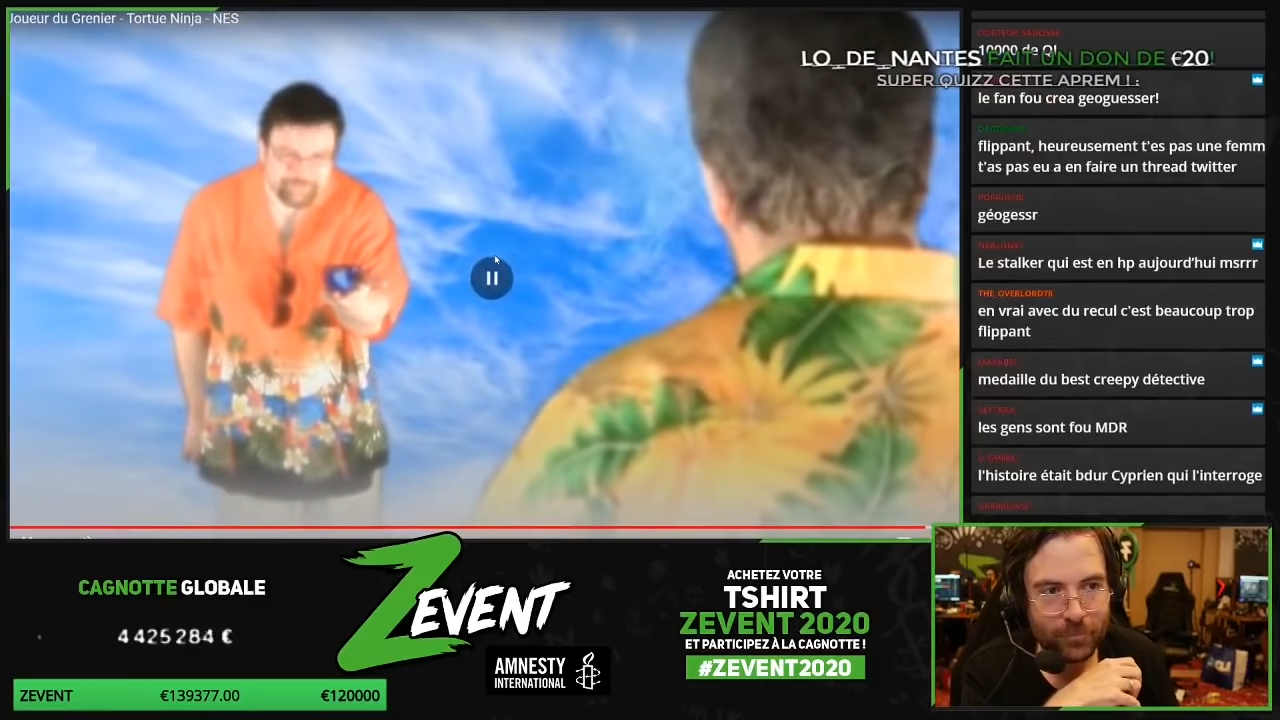 Joueur du Grenier - Tortue Ninja - NES
LO_DE_NANTES FAIT UN DON DE €20!
SUPER QUIZZ CETTE APREM ! :
10000 de QI
le fan fou crea geoguesser!
flippant, heureusement t'es pas une femm
t'as pas eu a en faire un thread twitter
géogessr
Le stalker qui est en hp aujourd'hui msrrr
THE_OVERLORD78
en vrai avec du recul c'est beaucoup trop
flippant
medaille du best creepy détective
les gens sont fou MDR
l'histoire était bdur Cyprien qui l'interroge
CAGNOTTE GLOBALE
4 425 284 €
ZEVENT €139377.00 €120000
ZEVENT
AMNESTY
INTERNATIONAL
ACHETEZ VOTRE
TSHIRT
ZEVENT 2020
ET PARTICIPEZ À LA CAGNOTTE !
#ZEVENT2020